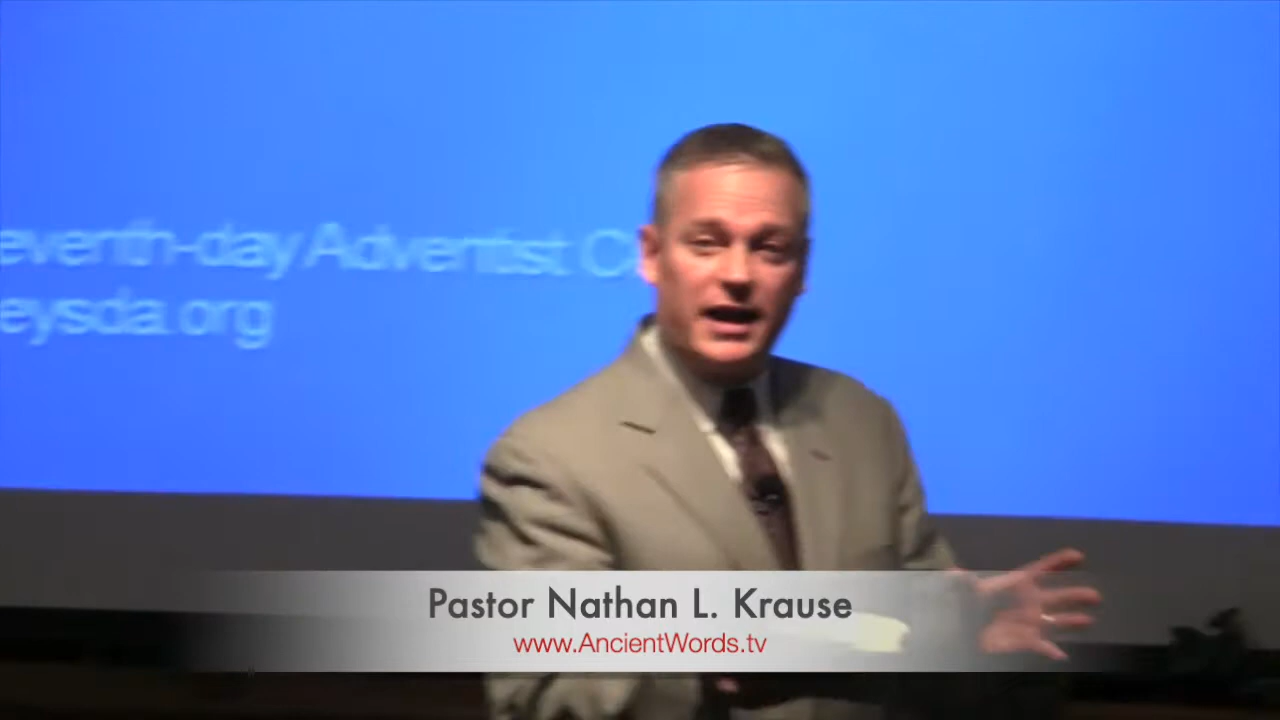 eventh-day Adventist C
eysda.org
Pastor Nathan L. Krause
www.AncientWords.tv